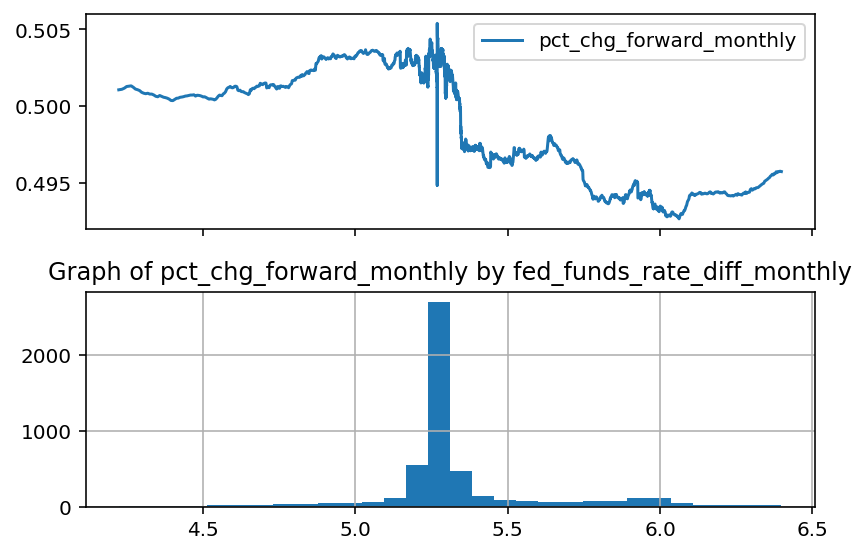 0.505
pct_chg_forward_monthly
0.500
0.495
Graph of pct_chg_forward_monthly by fed_funds_rate_diff_monthly
2000
1000
0
4.5 5.0 5.5 6.0 6.5